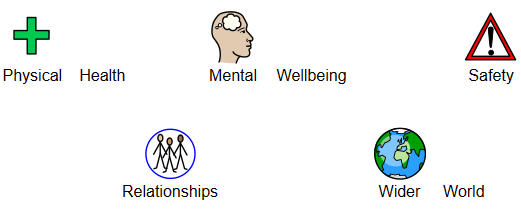 Physical Health Mental Wellbeing Safety
Relationships Wider World